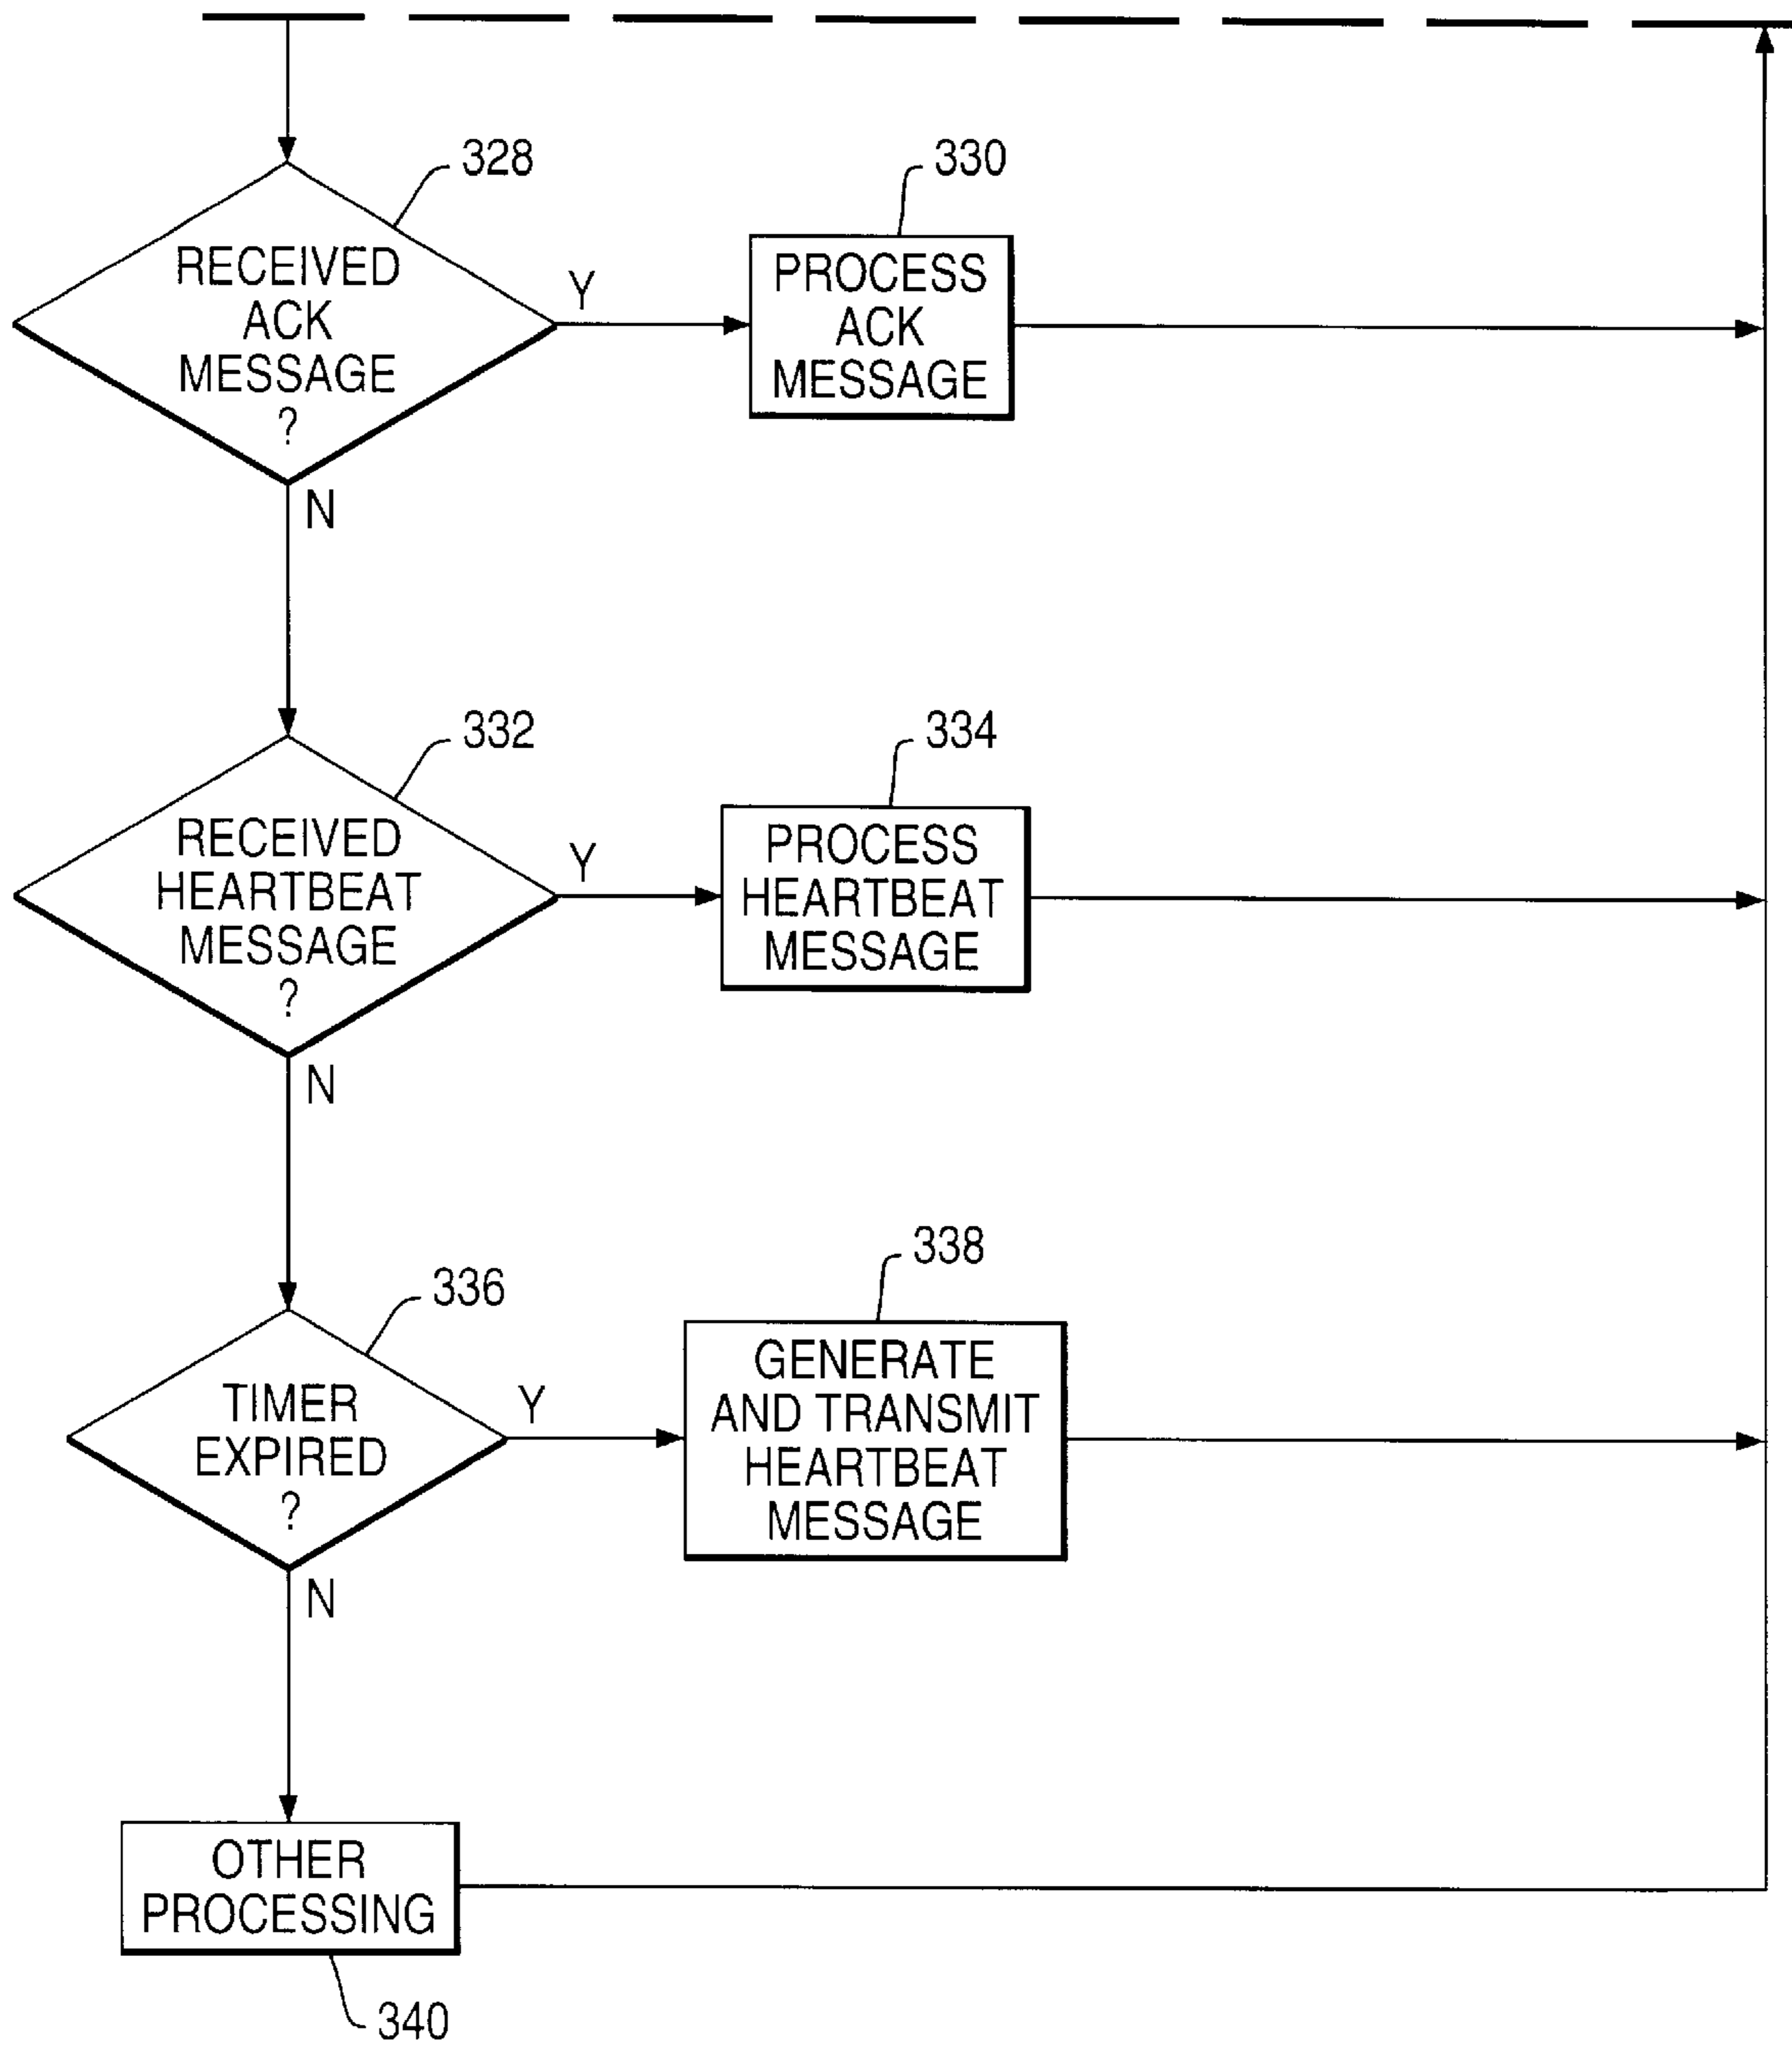 328
RECEIVED
ACK
MESSAGE
?
Y
N
330
PROCESS
ACK
MESSAGE
332
RECEIVED
HEARTBEAT
MESSAGE
?
Y
N
334
PROCESS
HEARTBEAT
MESSAGE
336
TIMER
EXPIRED
?
Y
N
338
GENERATE
AND TRANSMIT
HEARTBEAT
MESSAGE
OTHER
PROCESSING
340